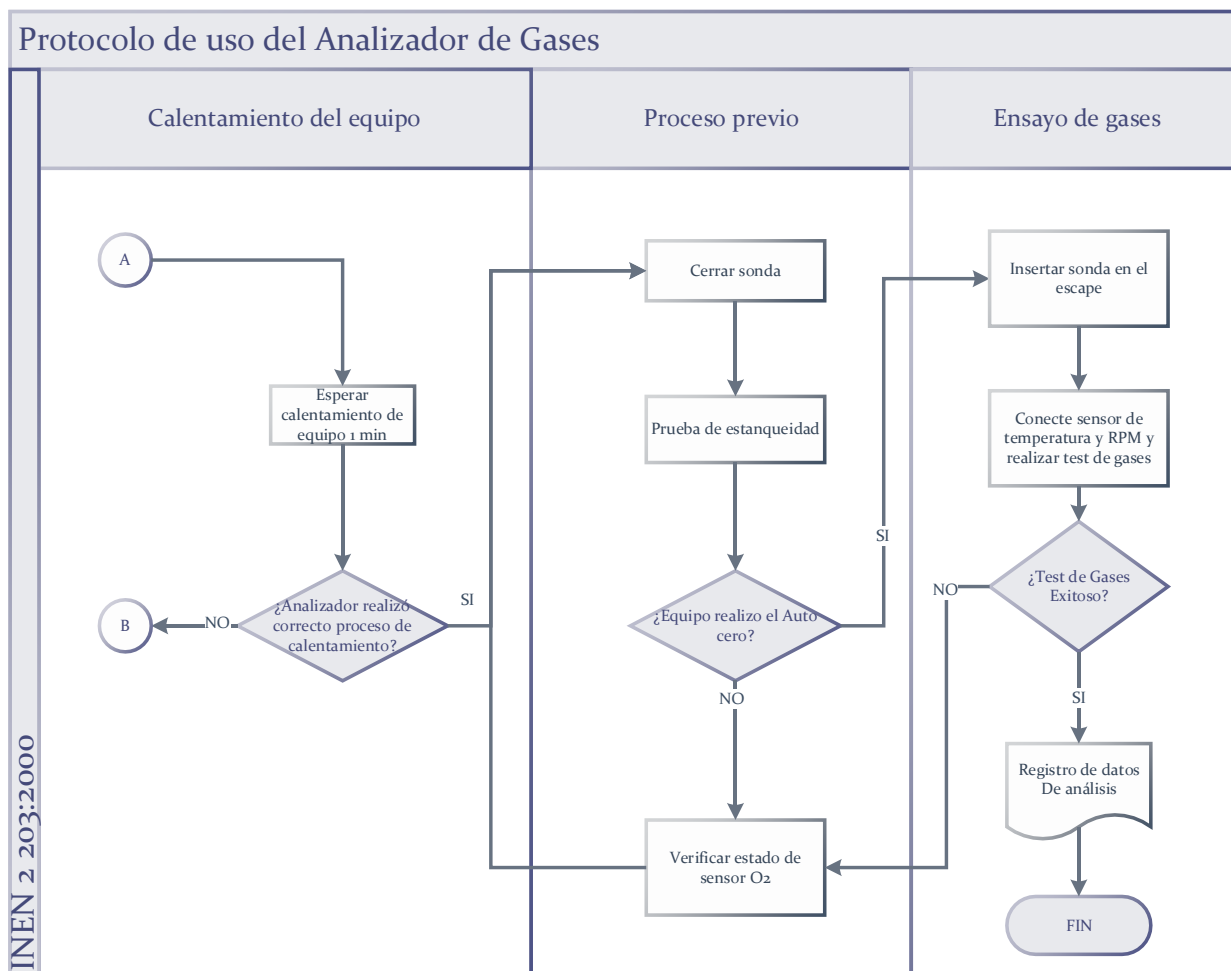 Protocolo de uso del Analizador de Gases
INEN 2 203:2000
Calentamiento del equipo
Proceso previo
Ensayo de gases
A
Esperar
calentamiento de
equipo 1 min
¿Analizador realizó
correcto proceso de
calentamiento?
NO
B
SI
Cerrar sonda
Prueba de estanqueidad
¿Equipo realizo el Auto
cero?
SI
NO
Verificar estado de
sensor O2
Insertar sonda en el
escape
Conecte sensor de
temperatura y RPM y
realizar test de gases
¿Test de Gases
Exitoso?
NO
SI
Registro de datos
De análisis
FIN